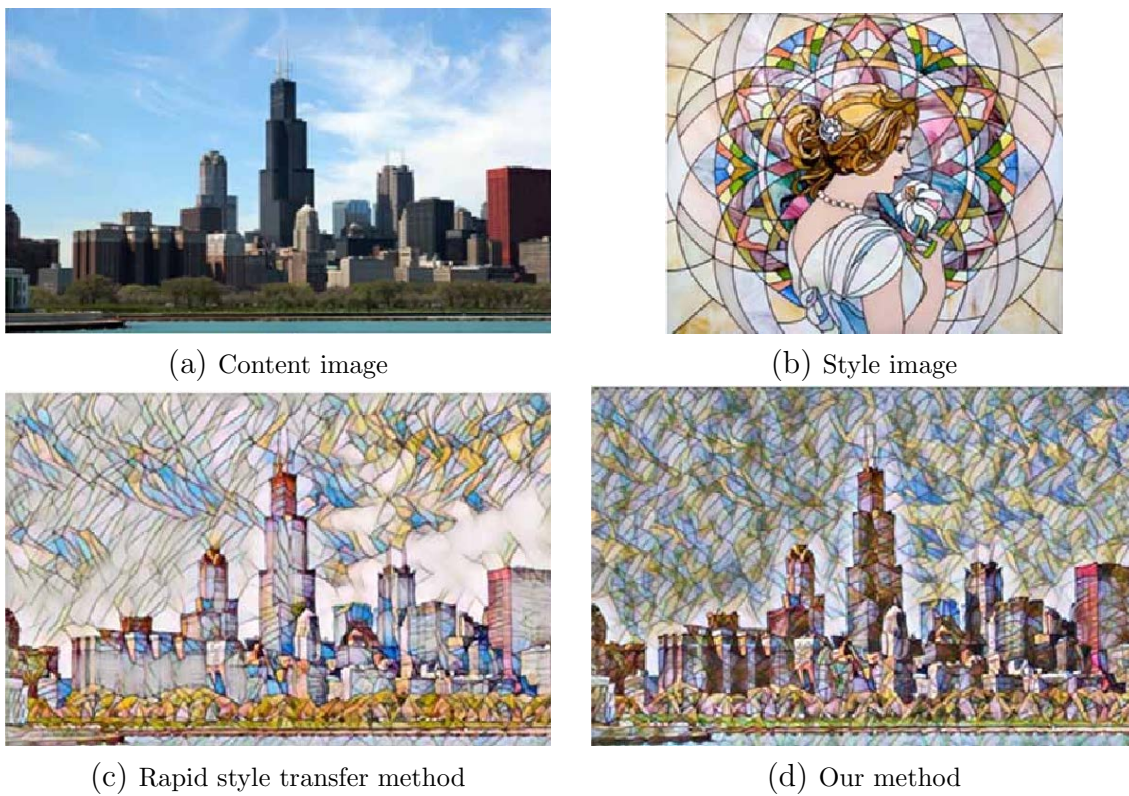 (a) Content image
(b) Style image
(c) Rapid style transfer method
(d) Our method